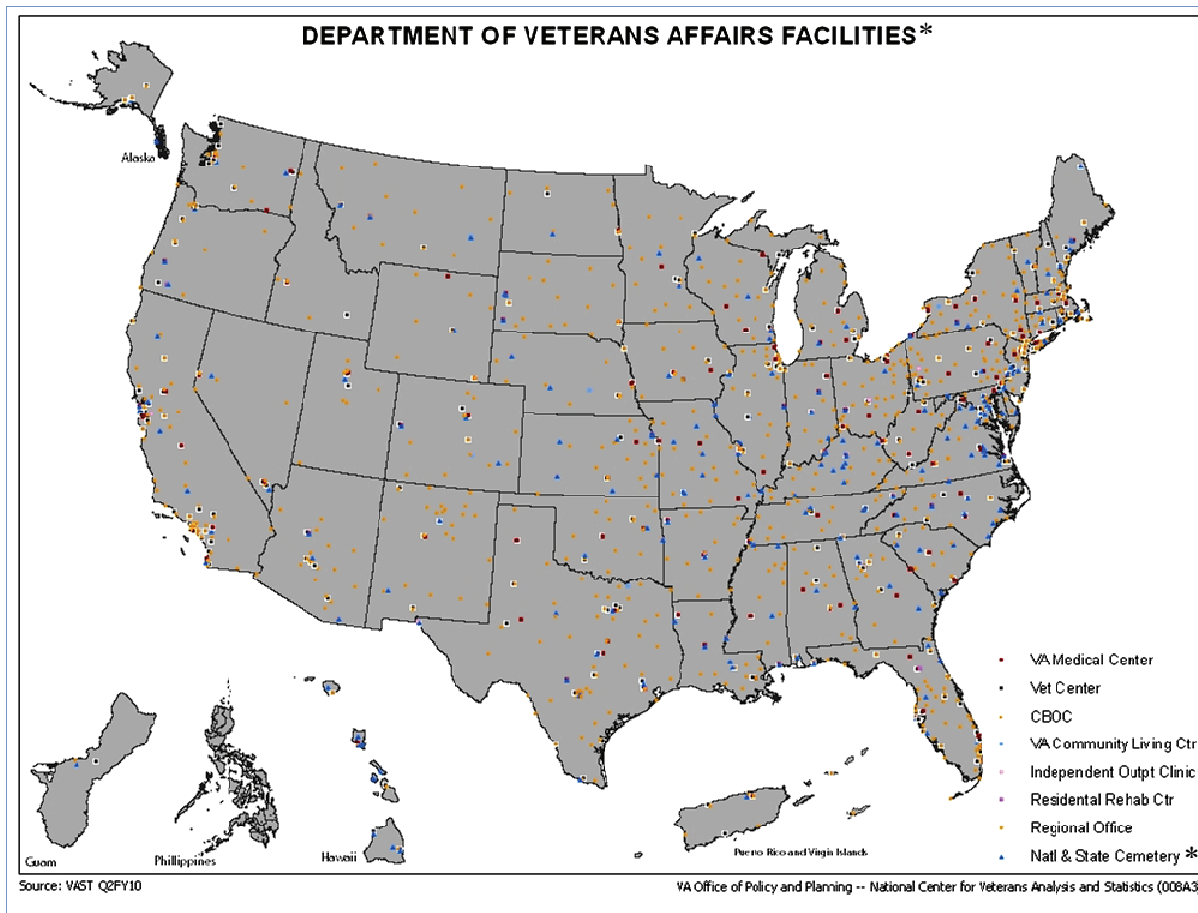 DEPARTMENT OF VETERANS AFFAIRS FACILITIES*
Alaska
VA Medical Center
Vet Center
CBOC
VA Community Living Ctr
Independent Outpt Clinic
Residental Rehab Ctr
Regional Office
Natl & State Cemetery *
Guam
Phillippines
Hawaii
Puerto Rico and Virgin Islands
Source: VAST Q2FY10
VA Office of Policy and Planning -- National Center for Veterans Analysis and Statistics (008A3)